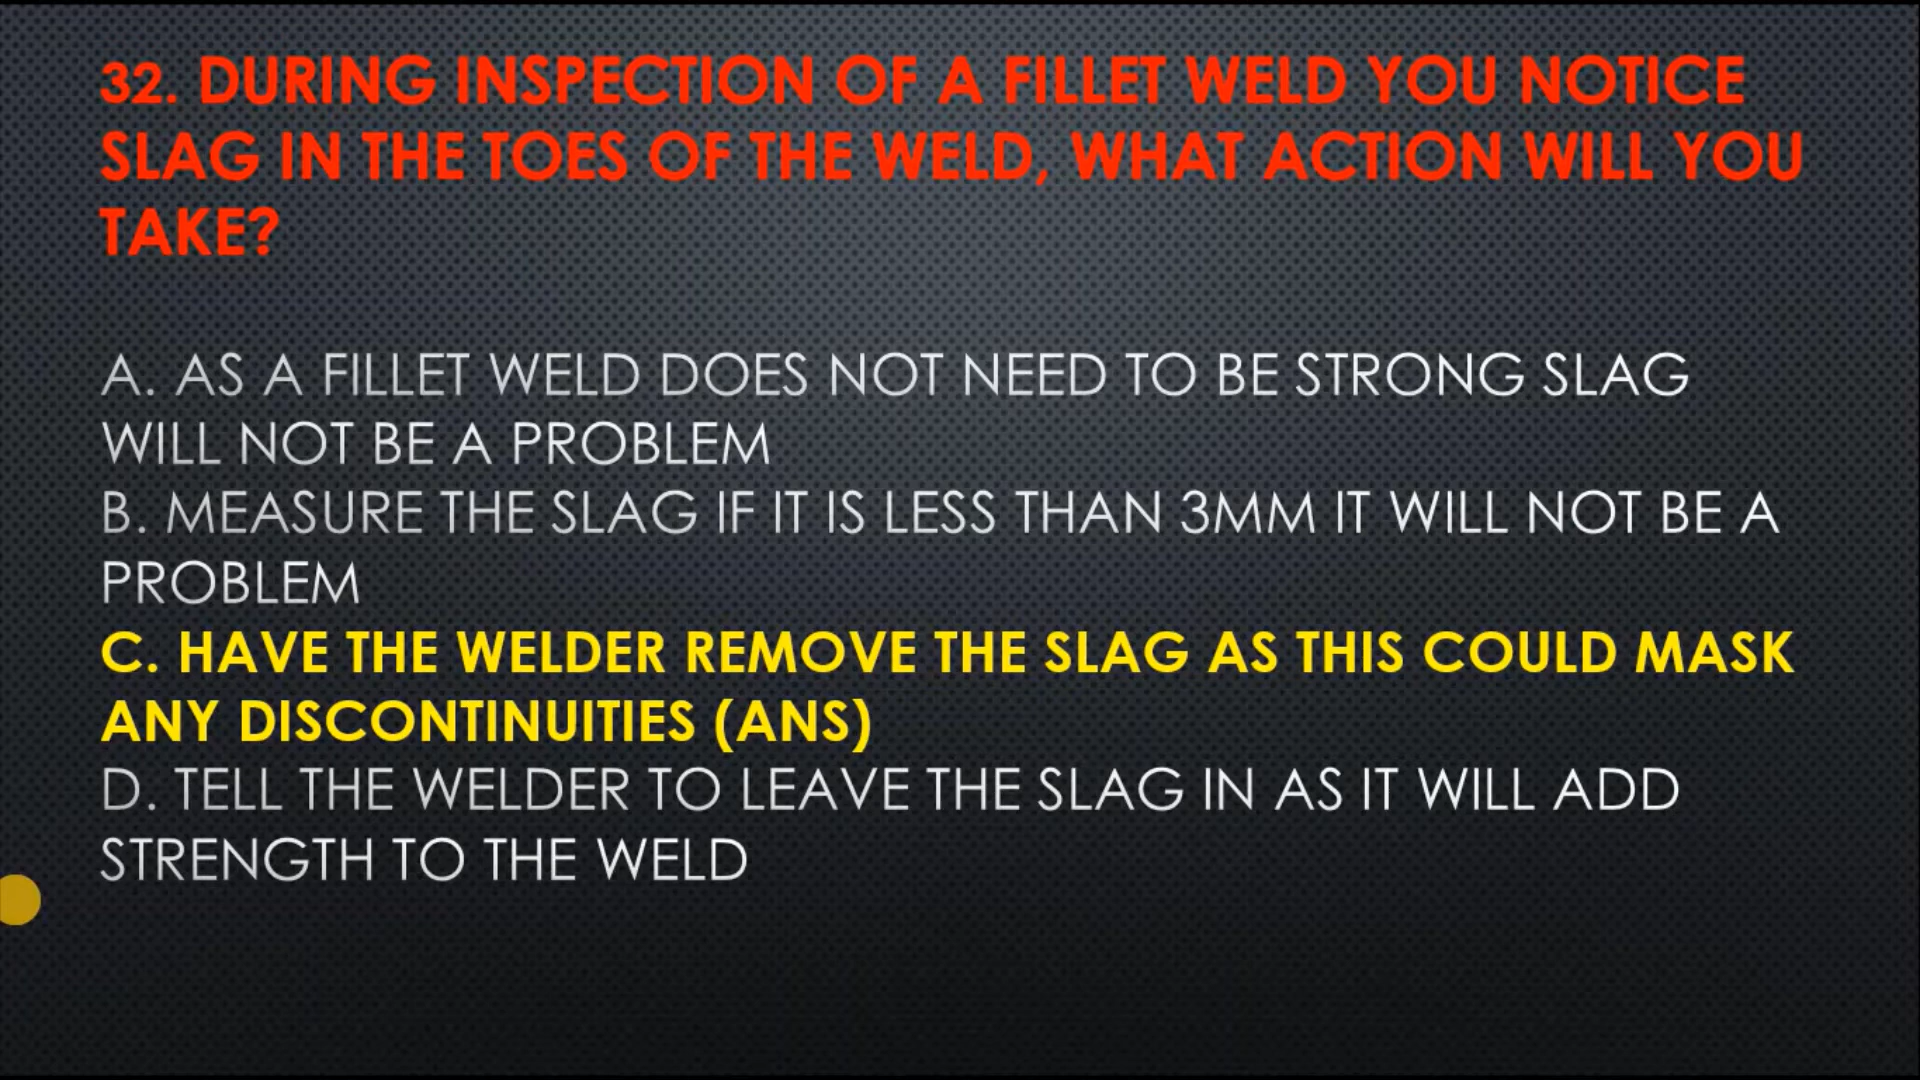 32. DURING INSPECTION OF A FILLET WELD YOU NOTICE
SLAG IN THE TOES OF THE WELD, WHAT ACTION WILL YOU
TAKE?
A. AS A FILLET WELD DOES NOT NEED TO BE STRONG SLAG
WILL NOT BE A PROBLEM
B. MEASURE THE SLAG IF IT IS LESS THAN 3MM IT WILL NOT BE A
PROBLEM
C. HAVE THE WELDER REMOVE THE SLAG AS THIS COULD MASK
ANY DISCONTINUITIES (ANS)
D. TELL THE WELDER TO LEAVE THE SLAG IN AS IT WILL ADD
STRENGTH TO THE WELD